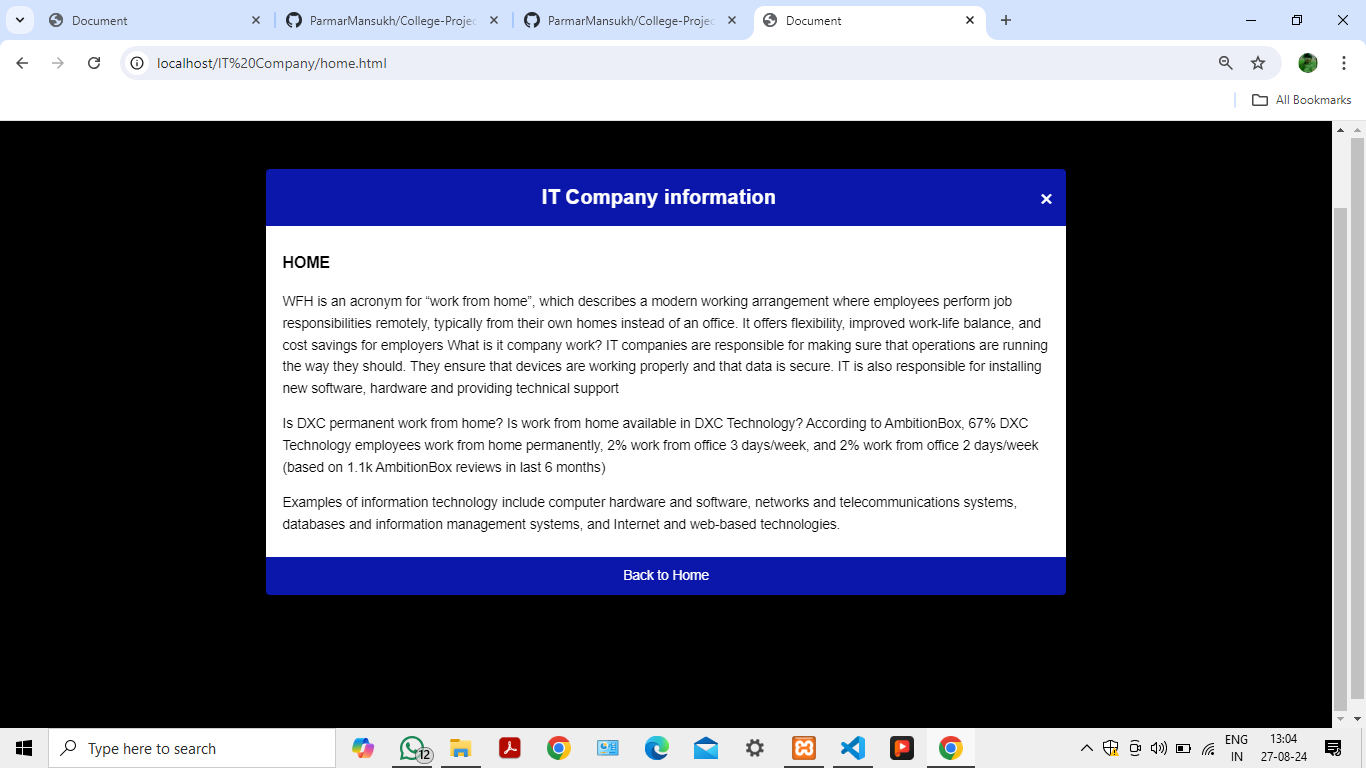 Document
ParmarMansukh/College-Projec
ParmarMansukh/College-Projec
Document
localhost/IT%20Company/home.html
All Bookmarks
IT Company information
×
HOME
WFH is an acronym for “work from home”, which describes a modern working arrangement where employees perform job
responsibilities remotely, typically from their own homes instead of an office. It offers flexibility, improved work-life balance, and
cost savings for employers What is it company work? IT companies are responsible for making sure that operations are running
the way they should. They ensure that devices are working properly and that data is secure. IT is also responsible for installing
new software, hardware and providing technical support
Is DXC permanent work from home? Is work from home available in DXC Technology? According to AmbitionBox, 67% DXC
Technology employees work from home permanently, 2% work from office 3 days/week, and 2% work from office 2 days/week
(based on 1.1k AmbitionBox reviews in last 6 months)
Examples of information technology include computer hardware and software, networks and telecommunications systems,
databases and information management systems, and Internet and web-based technologies.
Back to Home
Type here to search
12
ENG
IN
13:04
27-08-24